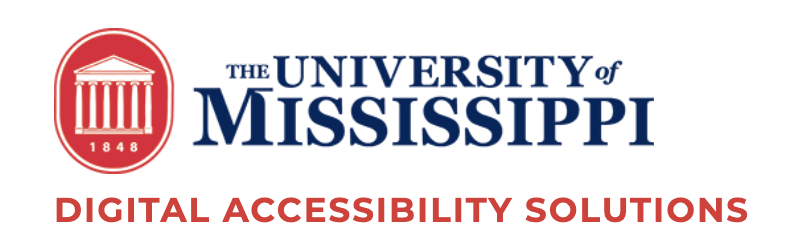 1848
THE UNIVERSITY of
MISSISSIPPI
DIGITAL ACCESSIBILITY SOLUTIONS